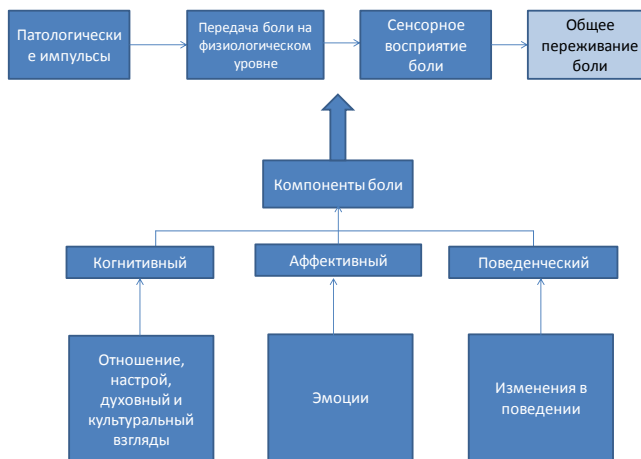 Патологически
е импульсы
Передача боли на
физиологическом
уровне
Сенсорное
восприятие
боли
Общее
переживание
боли
Компоненты боли
Когнитивный
Аффективный
Поведенческий
Отношение,
настрой,
духовный и
культуральный
взгляды
Эмоции
Изменения в
поведении